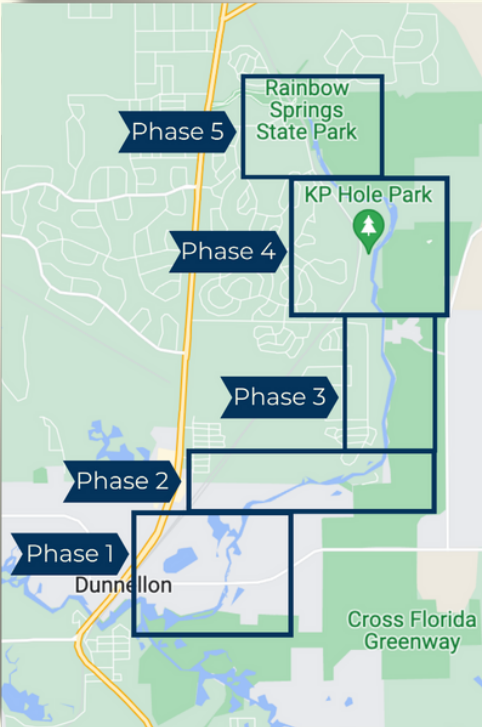 Rainbow
Springs
State Park
Phase 5
KP Hole Park
Phase 4
Phase 3
Phase 2
Phase 1
Dunnellon
Cross Florida
Greenway